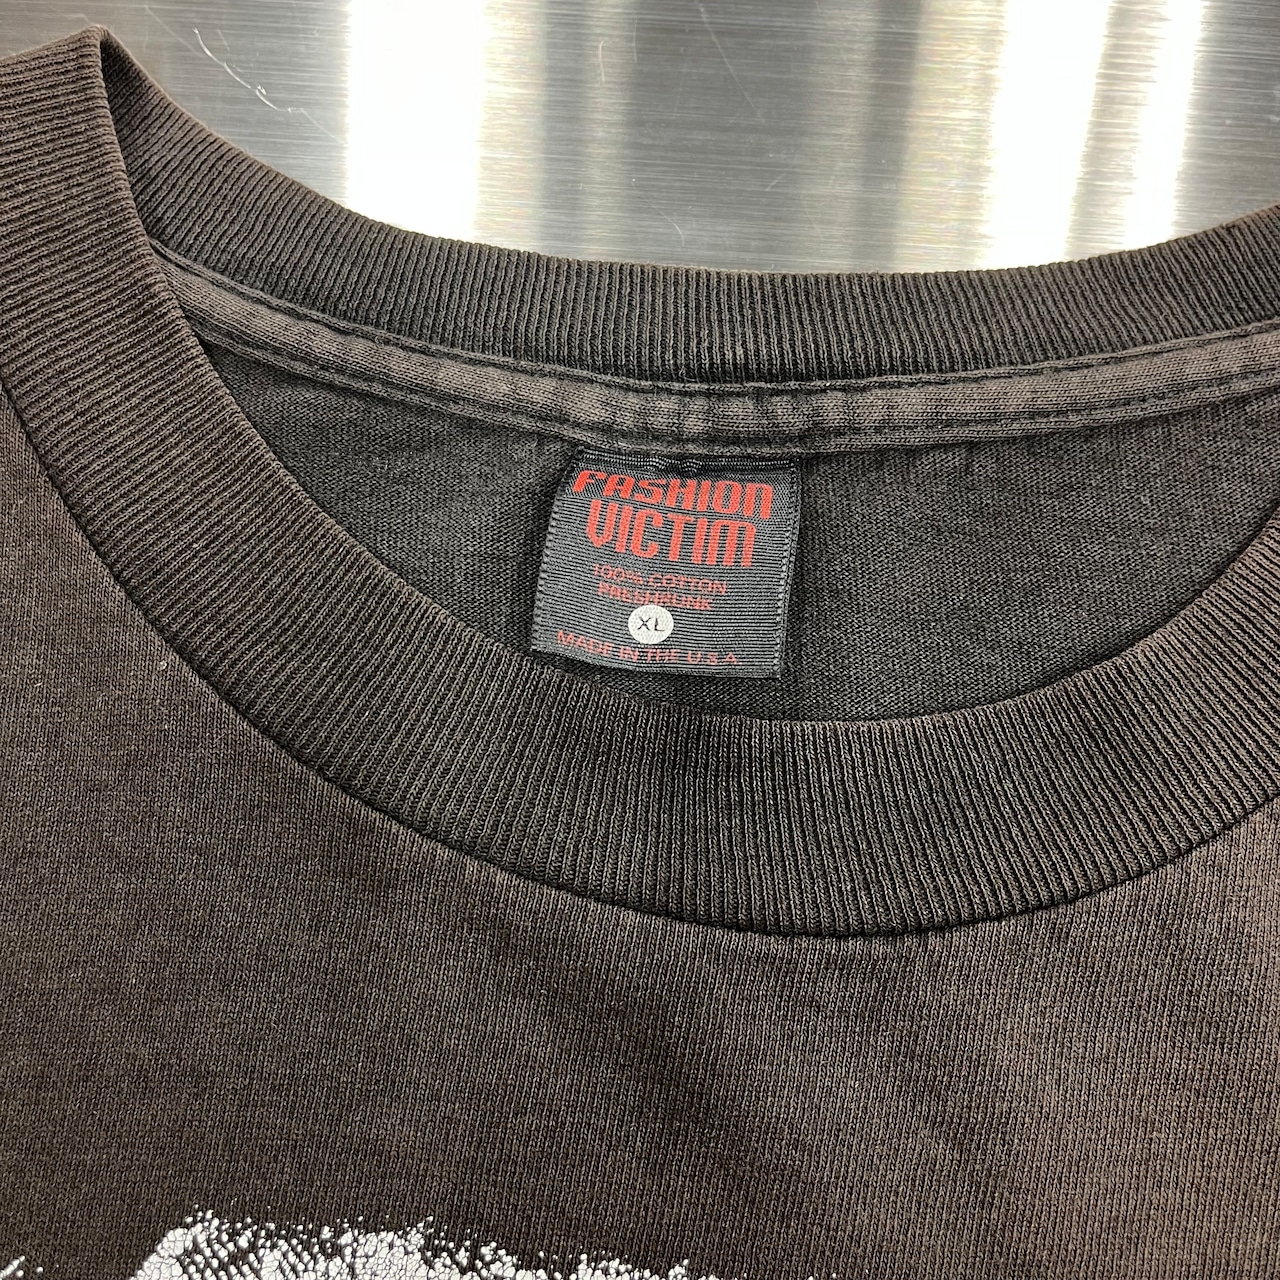 FASHION
VICTIM
100% COTTON
PRESHRUNK
XL
MADE IN THE U.S.A.